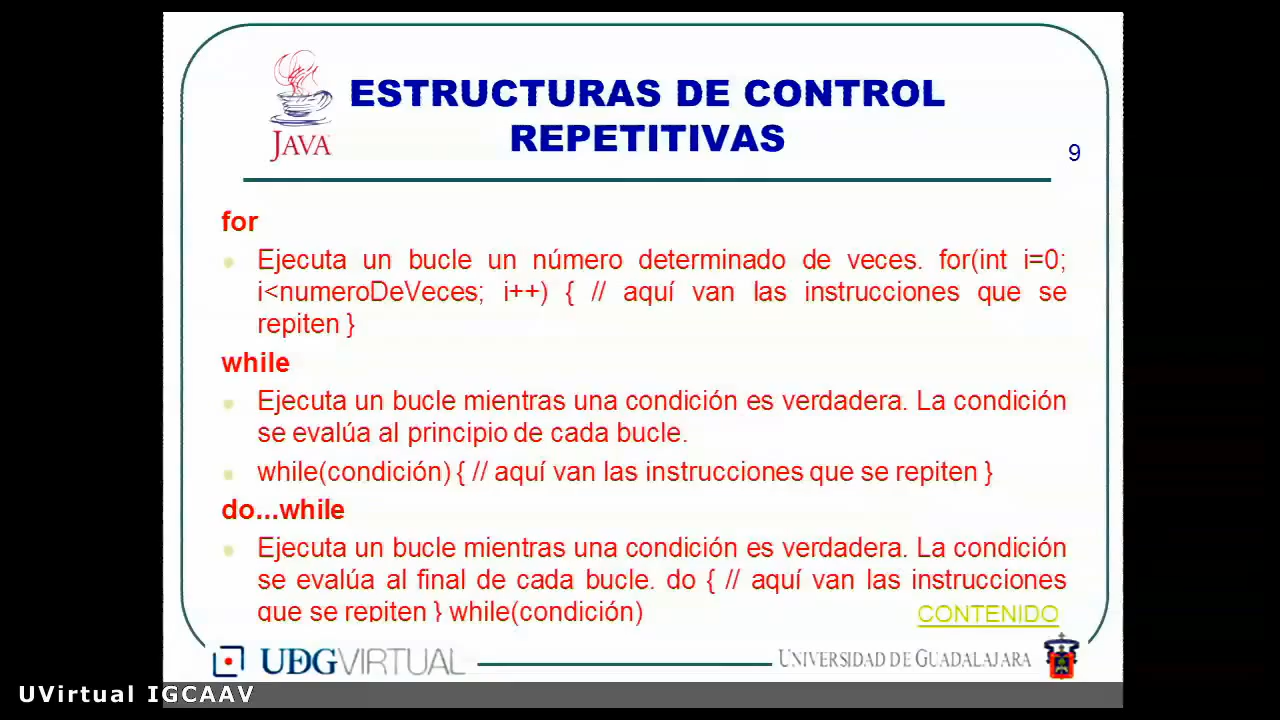 ESTRUCTURAS DE CONTROL
REPETITIVAS
JAVA
9
for
Ejecuta un bucle un número determinado de veces. for(int i=0;
i<numeroDeVeces; i++) { // aquí van las instrucciones que se
repiten }
while
Ejecuta un bucle mientras una condición es verdadera. La condición
se evalúa al principio de cada bucle.
while(condición) { // aquí van las instrucciones que se repiten }
do...while
Ejecuta un bucle mientras una condición es verdadera. La condición
se evalúa al final de cada bucle. do { // aquí van las instrucciones
que se repiten } while(condición)
CONTENIDO
UDGVIRTUAL
UNIVERSIDAD DE GUADALAJARA
UVirtual IGCAAV